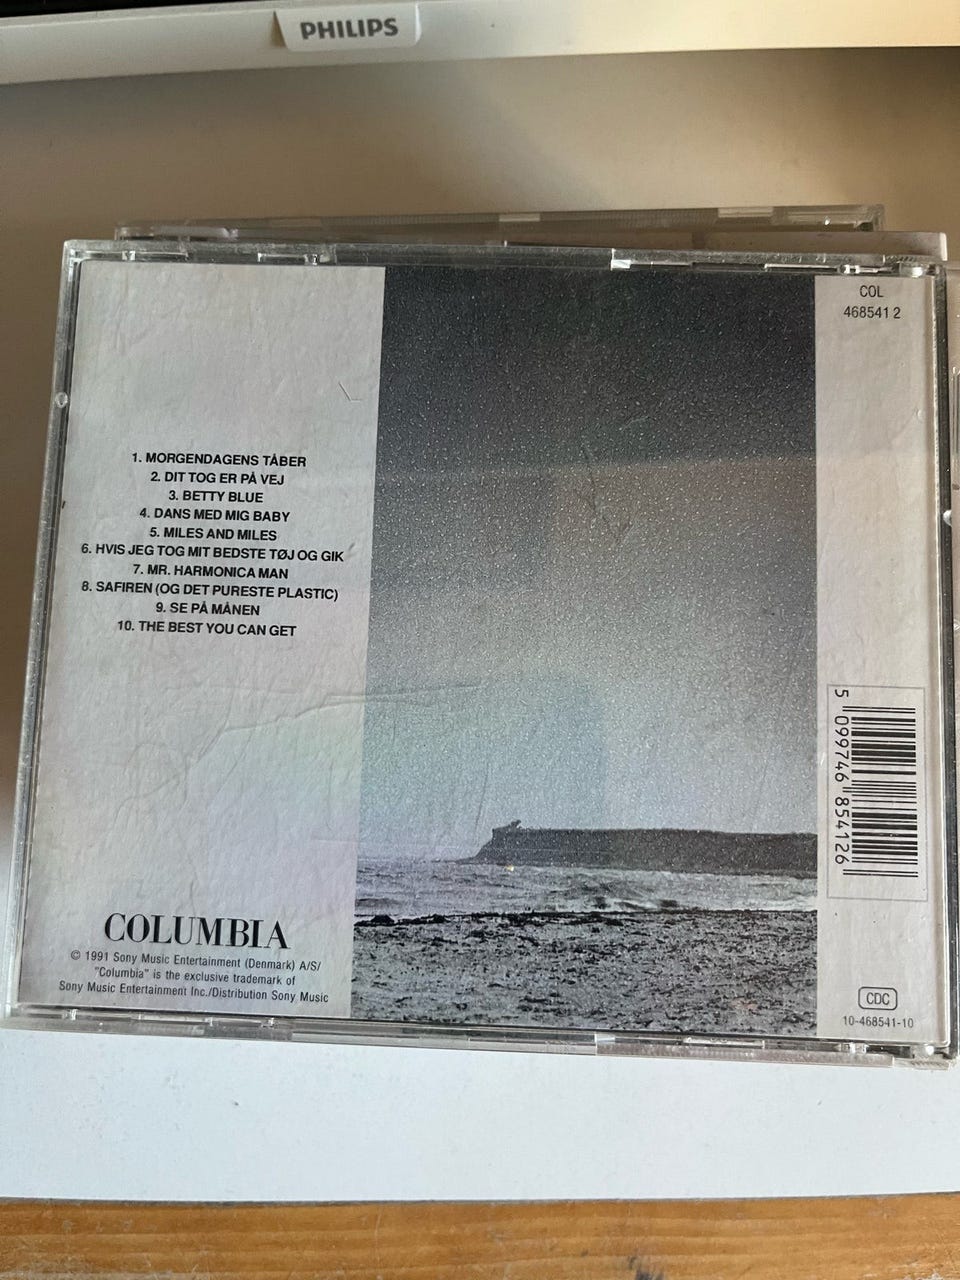 PHILIPS
COL
468541 2
1. MORGENDAGENS TÅBER
2. DIT TOG ER PÅ VEJ
3. BETTY BLUE
4. DANS MED MIG BABY
5. MILES AND MILES
6. HVIS JEG TOG MIT BEDSTE TØJ OG GIK
7. MR. HARMONICA MAN
8. SAFIREN (OG DET PURESTE PLASTIC)
9. SE PÅ MÅNEN
10. THE BEST YOU CAN GET
5 099746 854126
COLUMBIA
© 1991 Sony Music Entertainment (Denmark) A/S/
"Columbia" is the exclusive trademark of
Sony Music Entertainment Inc./Distribution Sony Music
CDC
10-468541-10